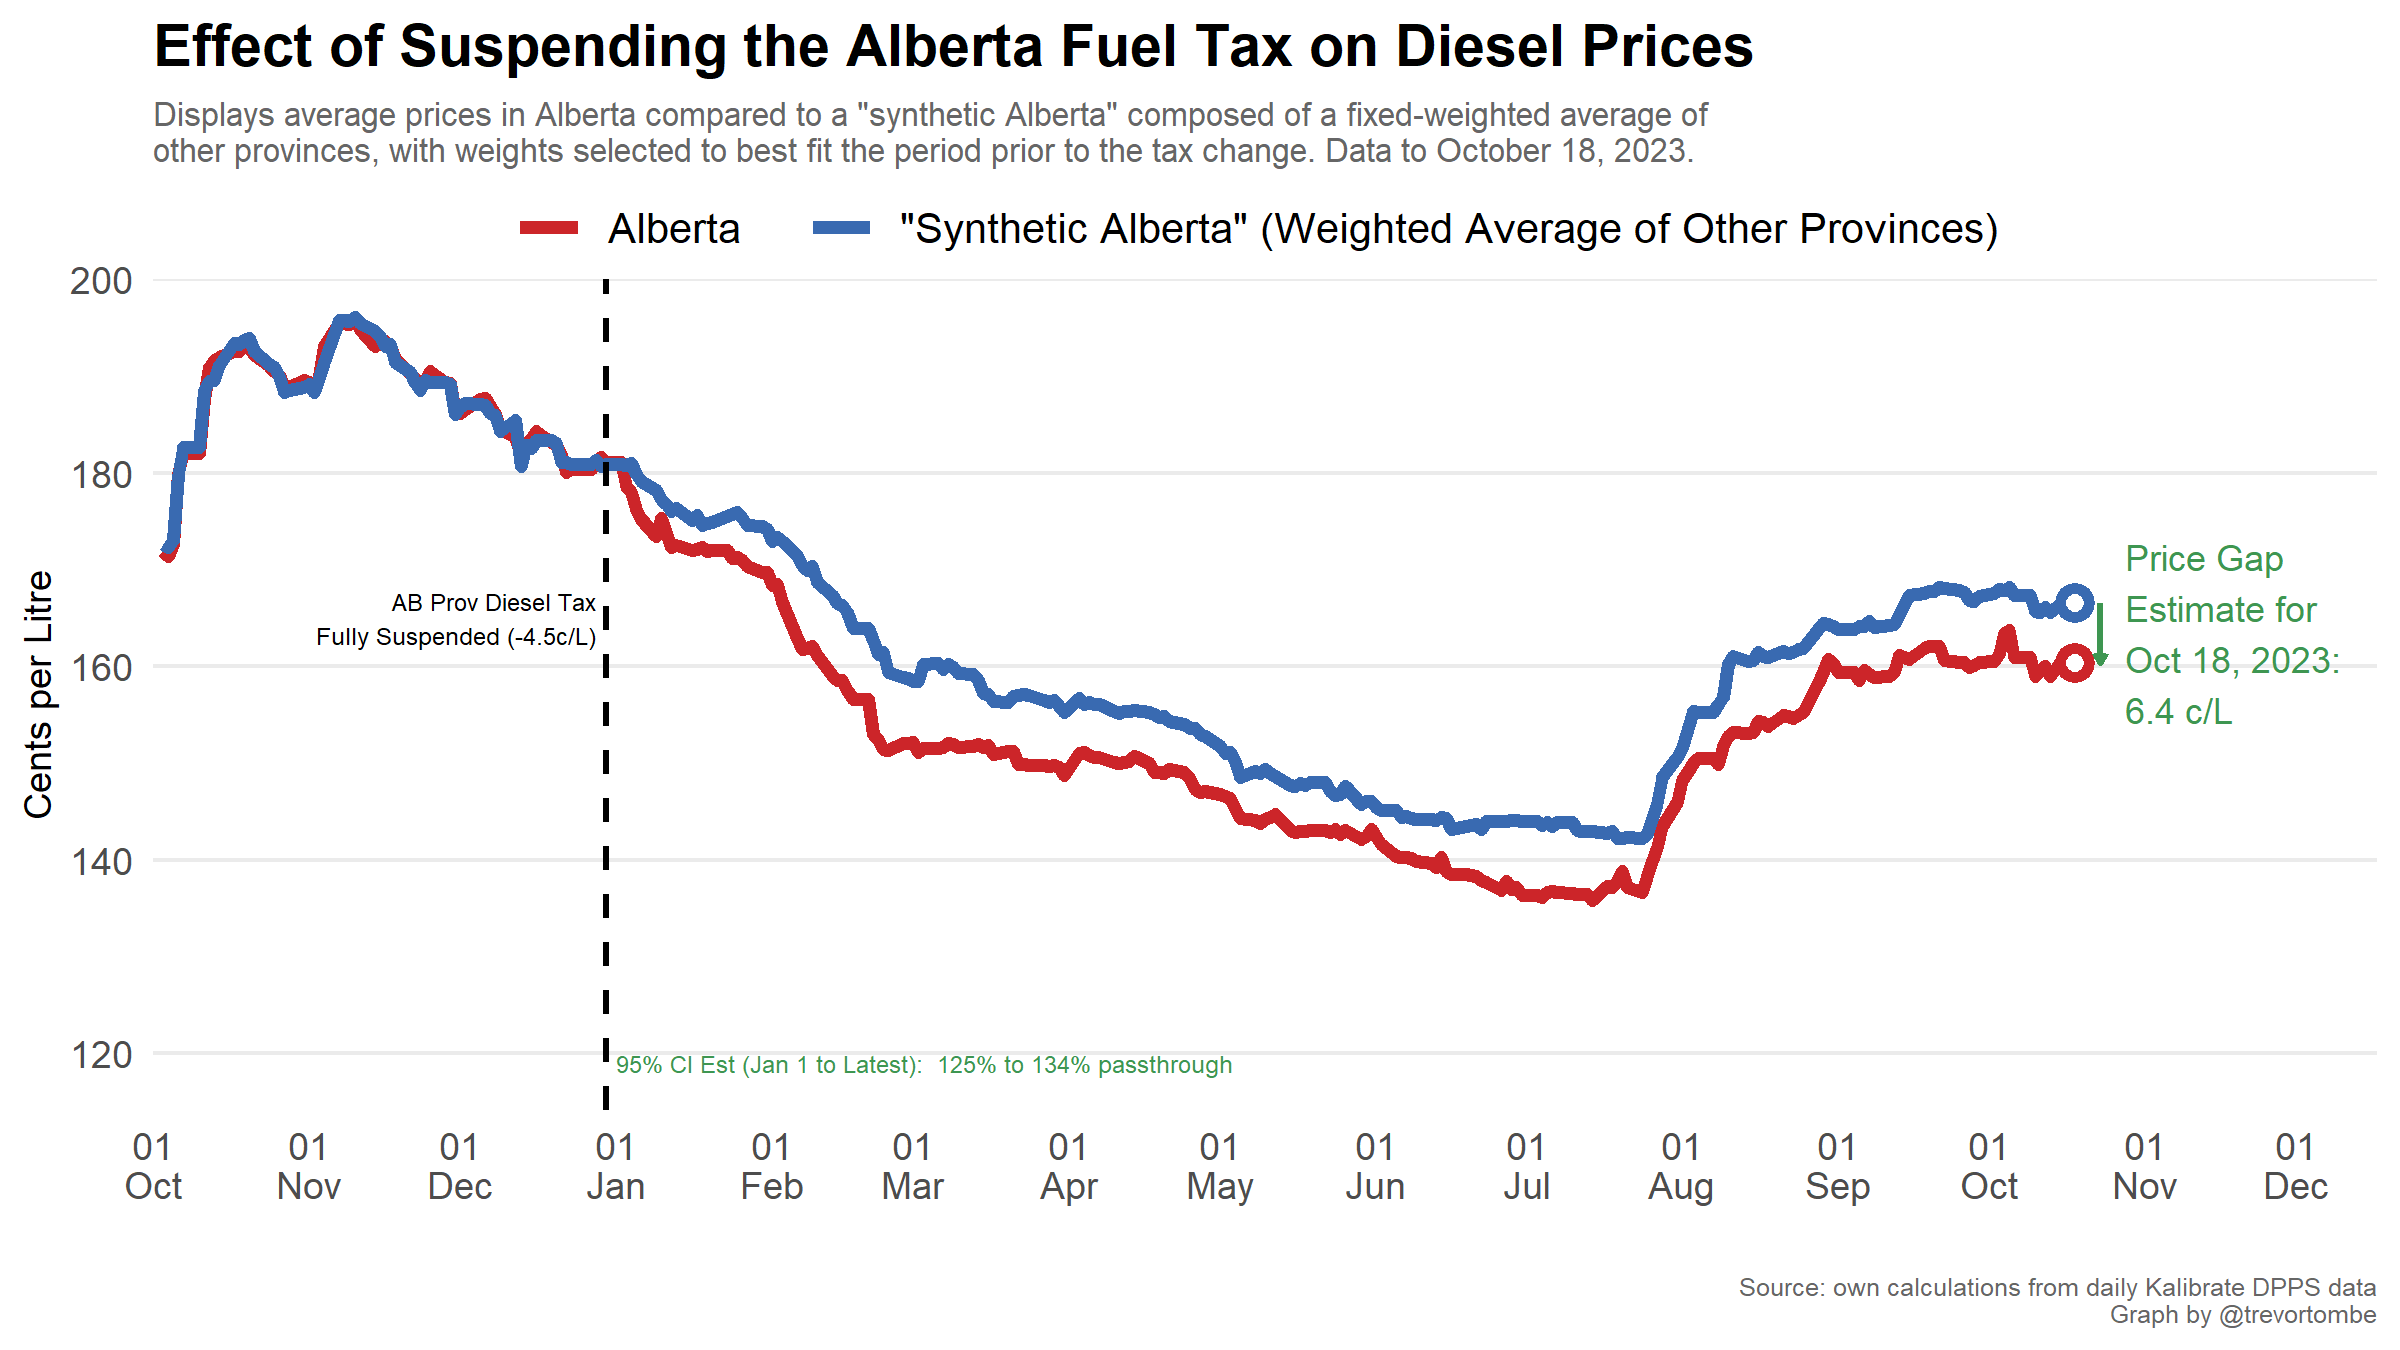 Effect of Suspending the Alberta Fuel Tax on Diesel Prices
Displays average prices in Alberta compared to a "synthetic Alberta" composed of a fixed-weighted average of
other provinces, with weights selected to best fit the period prior to the tax change. Data to October 18, 2023.
Alberta
"Synthetic Alberta" (Weighted Average of Other Provinces)
Cents per Litre
200
180
160
140
120
AB Prov Diesel Tax
Fully Suspended (-4.5c/L)
Price Gap
Estimate for
Oct 18, 2023:
6.4 c/L
95% CI Est (Jan 1 to Latest): 125% to 134% passthrough
01 01 01 01 01 01 01 01 01 01 01 01 01 01 01
Oct Nov Dec Jan Feb Mar Apr May Jun Jul Aug Sep Oct Nov Dec
Source: own calculations from daily Kalibrate DPPS data
Graph by @trevortombe